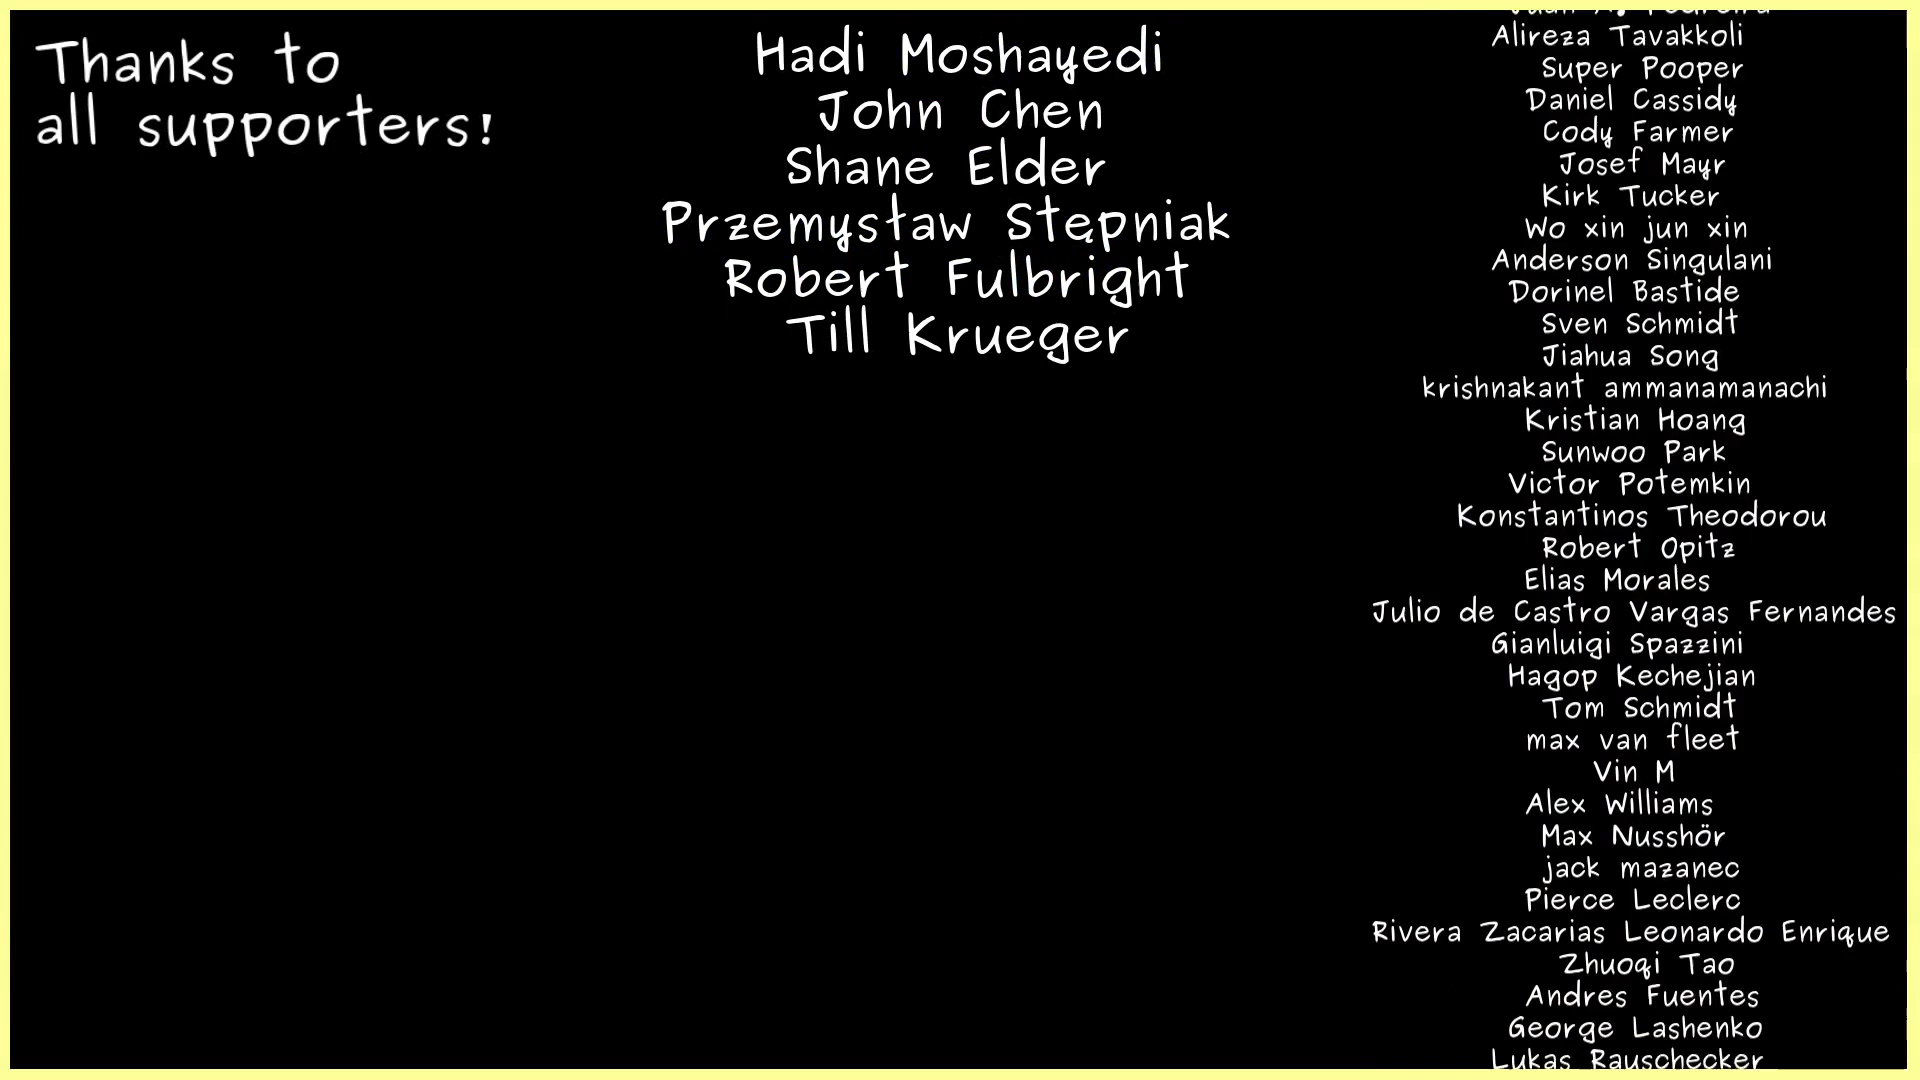 Thanks to
all supporters!
Hadi Moshayedi
John Chen
Shane Elder
Przemysław Stępniak
Robert Fulbright
Till Krueger
Alireza Tavakkoli
Super Pooper
Daniel Cassidy
Cody Farmer
Josef Mayr
Kirk Tucker
Wo xin jun xin
Anderson Singulani
Dorinel Bastide
Sven Schmidt
Jiahua Song
krishnakant ammanamanachi
Kristian Hoang
Sunwoo Park
Victor Potemkin
Konstantinos Theodorou
Robert Opitz
Elias Morales
Julio de Castro Vargas Fernandes
Gianluigi Spazzini
Hagop Kechejian
Tom Schmidt
max van fleet
Vin M
Alex Williams
Max Nusshör
jack mazanec
Pierce Leclerc
Rivera Zacarias Leonardo Enrique
Zhuoqi Tao
Andres Fuentes
George Lashenko
Lukas Rauschecker